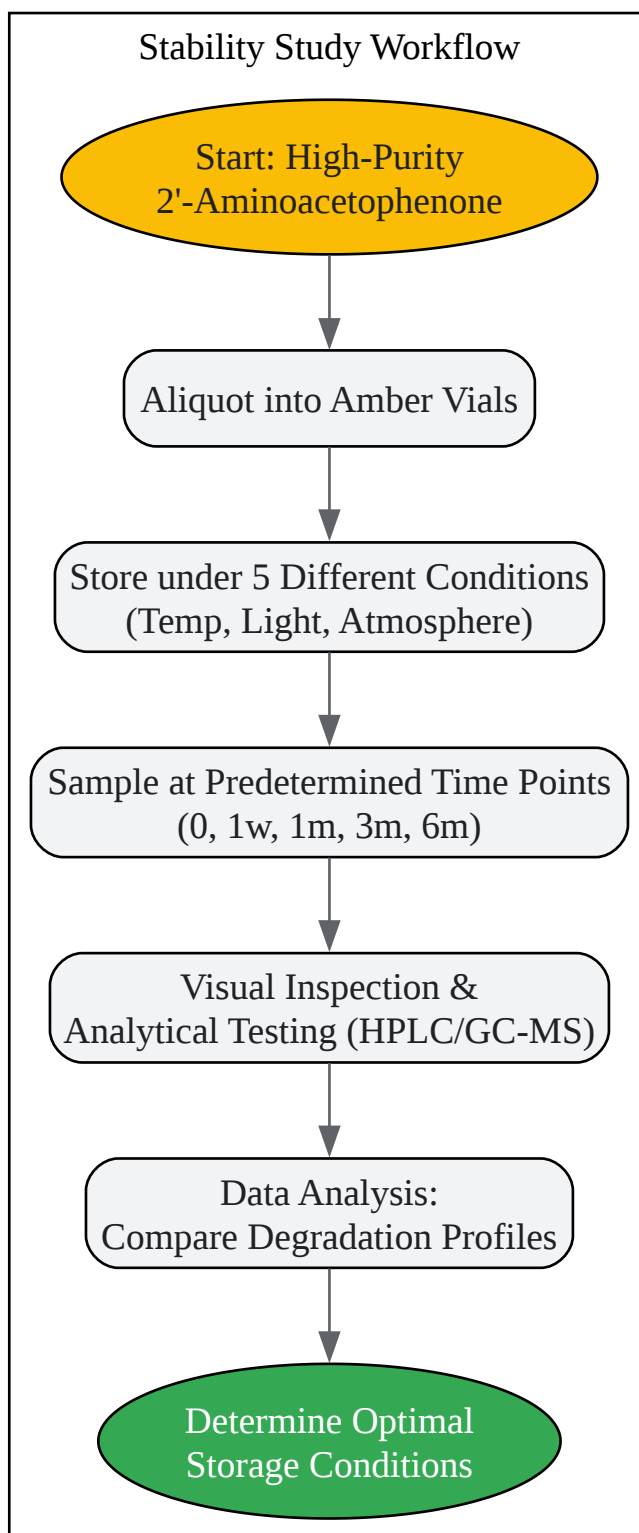 Stability Study Workflow
Start: High-Purity
2'-Aminoacetophenone
Aliquot into Amber Vials
Store under 5 Different Conditions
(Temp, Light, Atmosphere)
Sample at Predetermined Time Points
(0, 1w, 1m, 3m, 6m)
Visual Inspection &
Analytical Testing (HPLC/GC-MS)
Data Analysis:
Compare Degradation Profiles
Determine Optimal
Storage Conditions